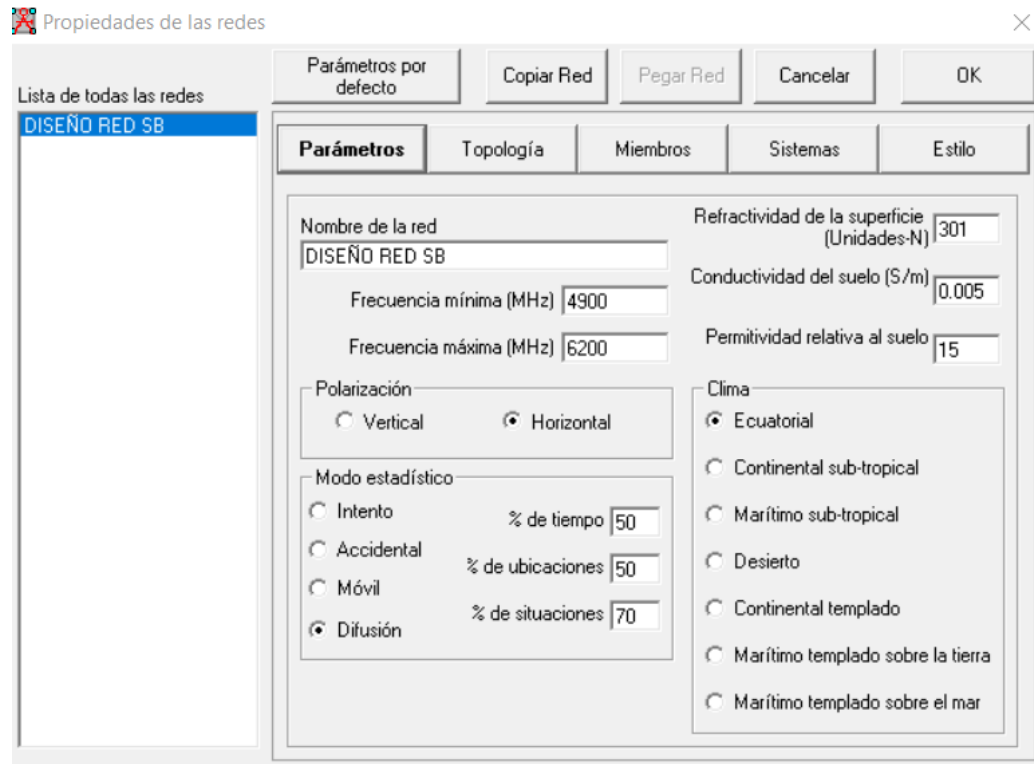 Propiedades de las redes
Lista de todas las redes
DISEÑO RED SB
Parámetros por
defecto
Copiar Red
Pegar Red
Cancelar
OK
Parámetros
Topología
Miembros
Sistemas
Estilo
Nombre de la red
DISEÑO RED SB
Frecuencia mínima (MHz) 4900
Frecuencia máxima (MHz) 6200
Refractividad de la superficie
(Unidades-N) 301
Conductividad del suelo (S/m) 0.005
Permitividad relativa al suelo 15
Polarización
Vertical
Horizontal
Modo estadístico
Intento
Accidental
Móvil
Difusión
% de tiempo 50
% de ubicaciones 50
% de situaciones 70
Clima
Ecuatorial
Continental sub-tropical
Marítimo sub-tropical
Desierto
Continental templado
Marítimo templado sobre la tierra
Marítimo templado sobre el mar